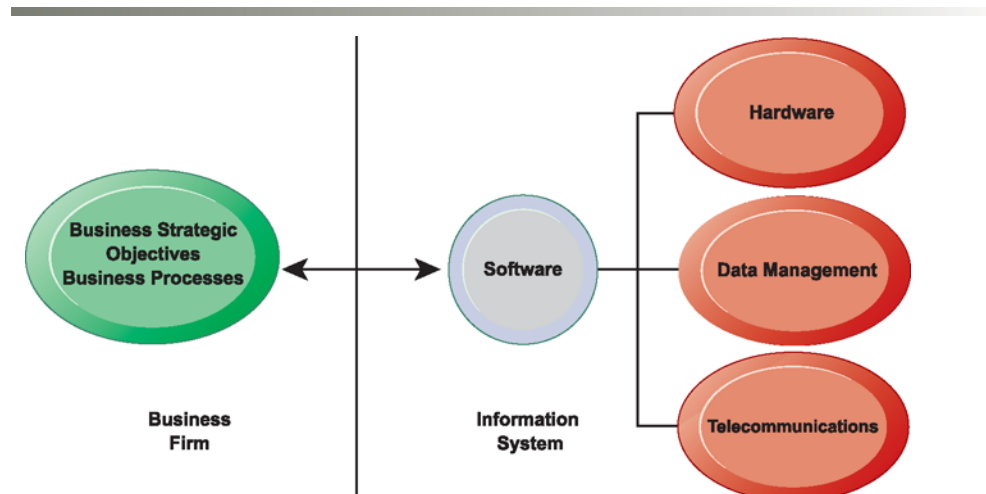 Business Strategic
Objectives
Business Processes
Business
Firm
Software
Information
System
Hardware
Data Management
Telecommunications